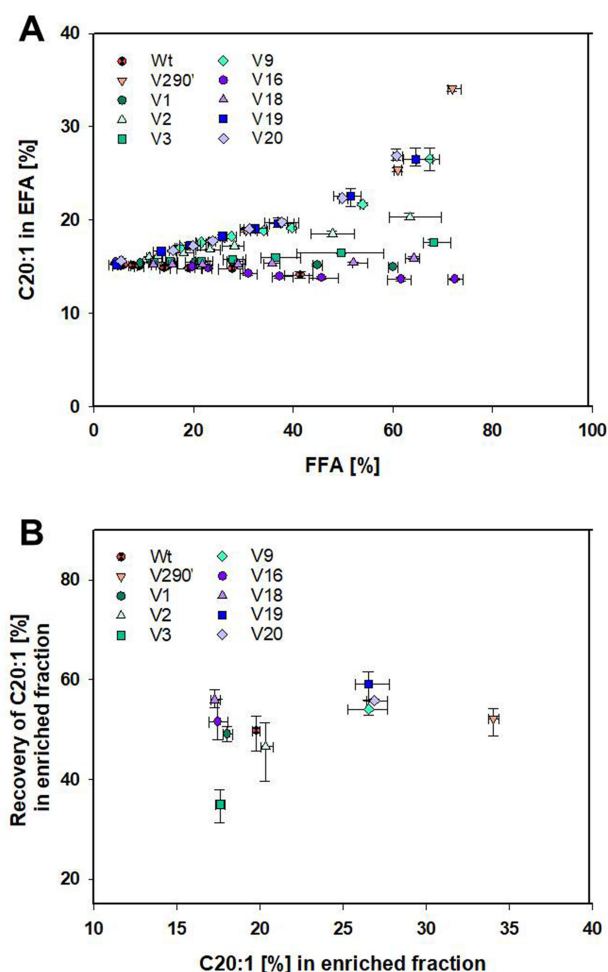 A
C20:1 in EFA [%]
40
30
20
10
0
Wt
V290'
V1
V2
V3
V9
V16
V18
V19
V20
0 20 40 60 80 100
FFA [%]
B
Recovery of C20:1 [%]
in enriched fraction
80
60
40
20
Wt
V290'
V1
V2
V3
V9
V16
V18
V19
V20
10 15 20 25 30 35 40
C20:1 [%] in enriched fraction